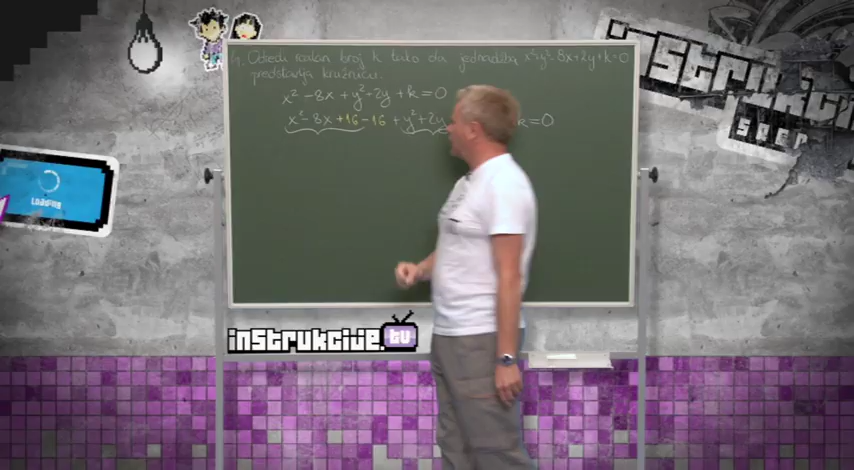 4. Odredi realan broj k tako da jednadžba x²+y²-8x+2y+k=0
predstavlja kružnicu.
x² - 8x + y² + 2y + k = 0
x² - 8x + 16 - 16 + y² + 2y k = 0
Loading
instrukcije.tv